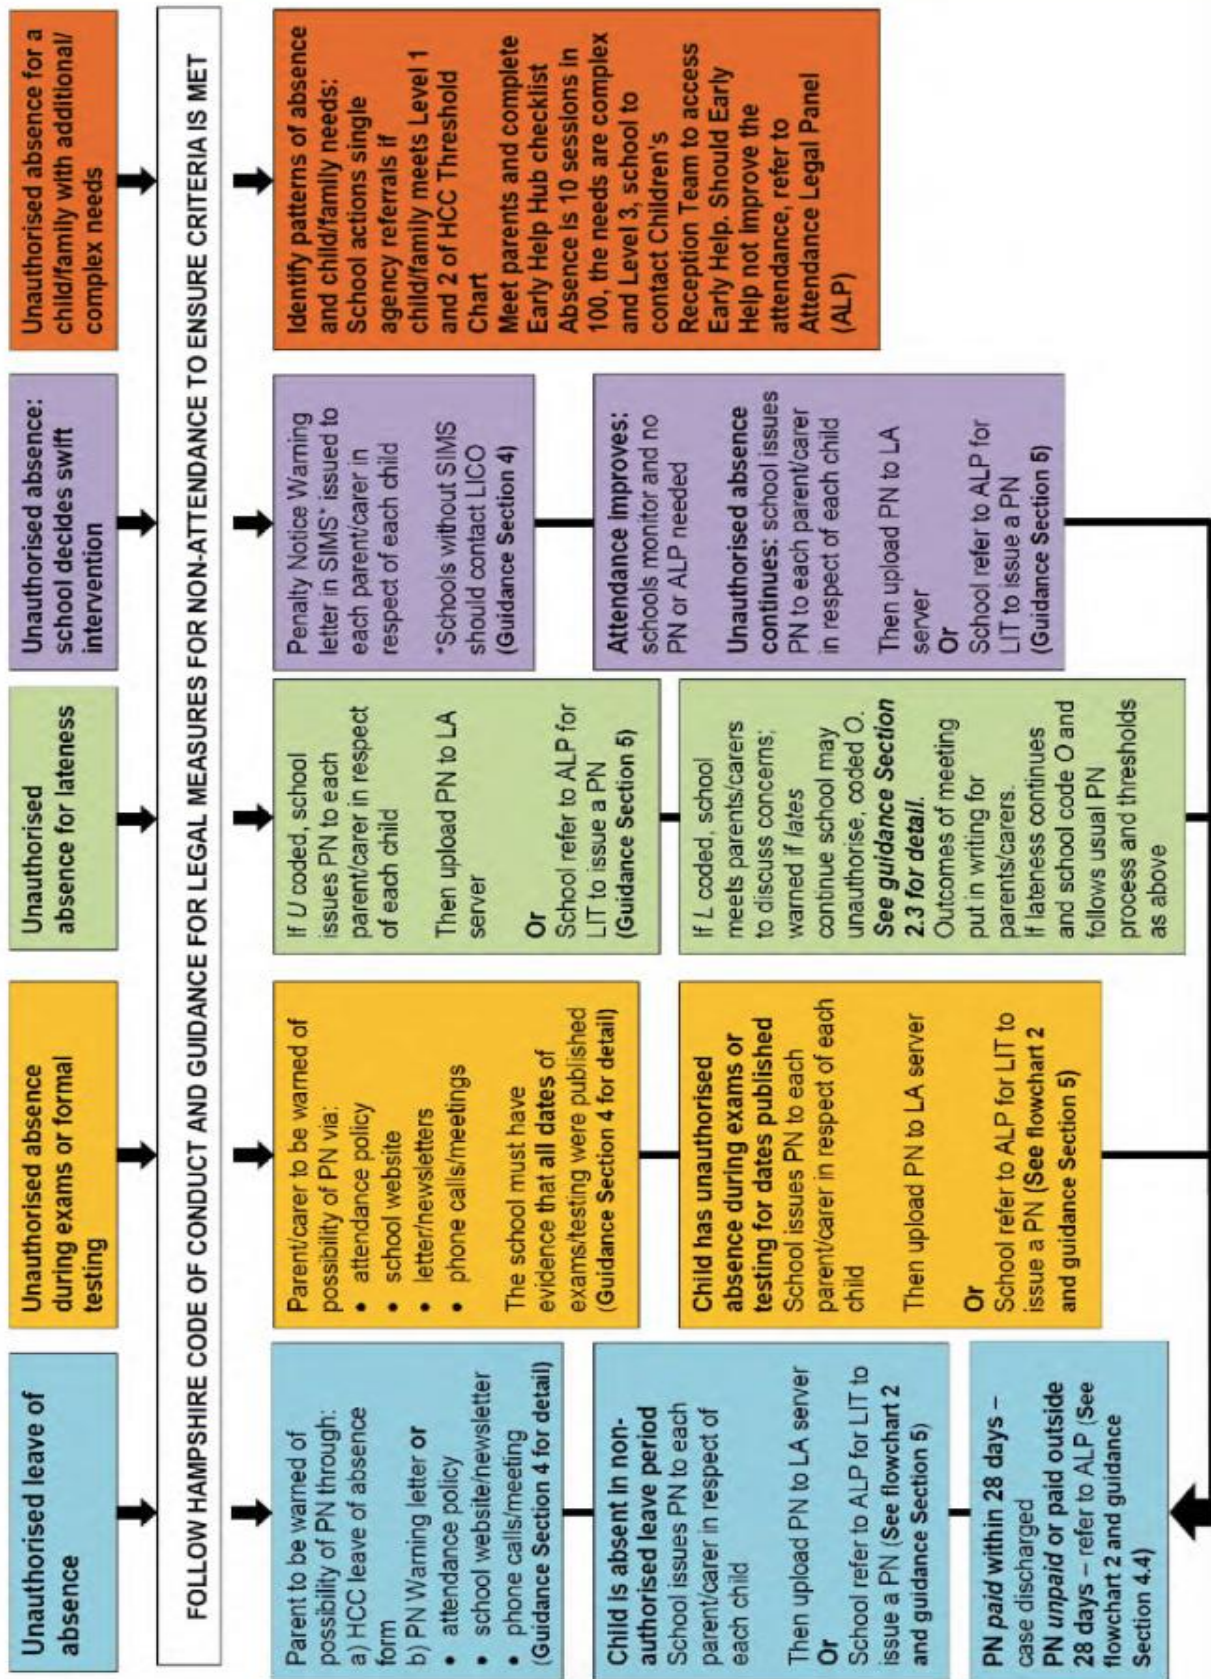 Unauthorised leave of
absence
Unauthorised absence
during exams or formal
testing
Unauthorised
absence for lateness
Unauthorised absence:
school decides swift
intervention
Unauthorised absence for a
child/family with additional/
complex needs
FOLLOW HAMPSHIRE CODE OF CONDUCT AND GUIDANCE FOR LEGAL MEASURES FOR NON-ATTENDANCE TO ENSURE CRITERIA IS MET
Parent to be warned of
possibility of PN through:
a) HCC leave of absence
form
b) PN Warning letter or
• attendance policy
• school website/newsletter
• phone calls/meeting
(Guidance Section 4 for detail)
Child is absent in non-
authorised leave period
School issues PN to each
parent/carer in respect of
each child
Then upload PN to LA server
Or
School refer to ALP for LIT to
issue a PN (See flowchart 2
and guidance Section 5)
PN paid within 28 days –
case discharged
PN unpaid or paid outside
28 days – refer to ALP (See
flowchart 2 and guidance
Section 4.4)
Parent/carer to be warned of
possibility of PN via:
• attendance policy
• school website
• letter/newsletters
• phone calls/meetings
The school must have
evidence that all dates of
exams/testing were published
(Guidance Section 4 for detail)
Child has unauthorised
absence during exams or
testing for dates published
School issues PN to each
parent/carer in respect of each
child
Then upload PN to LA server
Or
School refer to ALP for LIT to
issue a PN (See flowchart 2
and guidance Section 5)
If U coded, school
issues PN to each
parent/carer in respect
of each child
Then upload PN to LA
server
Or
School refer to ALP for
LIT to issue a PN
(Guidance Section 5)
If L coded, school
meets parents/carers
to discuss concerns;
warned if lates
continue school may
unauthorise, coded O.
See guidance Section
2.3 for detail.
Outcomes of meeting
put in writing for
parents/carers.
If lateness continues
and school code O and
follows usual PN
process and thresholds
as above
Penalty Notice Warning
letter in SIMS* issued to
each parent/carer in
respect of each child
*Schools without SIMS
should contact LICO
(Guidance Section 4)
Attendance improves:
schools monitor and no
PN or ALP needed
Unauthorised absence
continues: school issues
PN to each parent/carer
in respect of each child
Then upload PN to LA
server
Or
School refer to ALP for
LIT to issue a PN
(Guidance Section 5)
Identify patterns of absence
and child/family needs:
School actions single
agency referrals if
child/family meets Level 1
and 2 of HCC Threshold
Chart
Meet parents and complete
Early Help Hub checklist
Absence is 10 sessions in
100, the needs are complex
and Level 3, school to
contact Children's
Reception Team to access
Early Help. Should Early
Help not improve the
attendance, refer to
Attendance Legal Panel
(ALP)